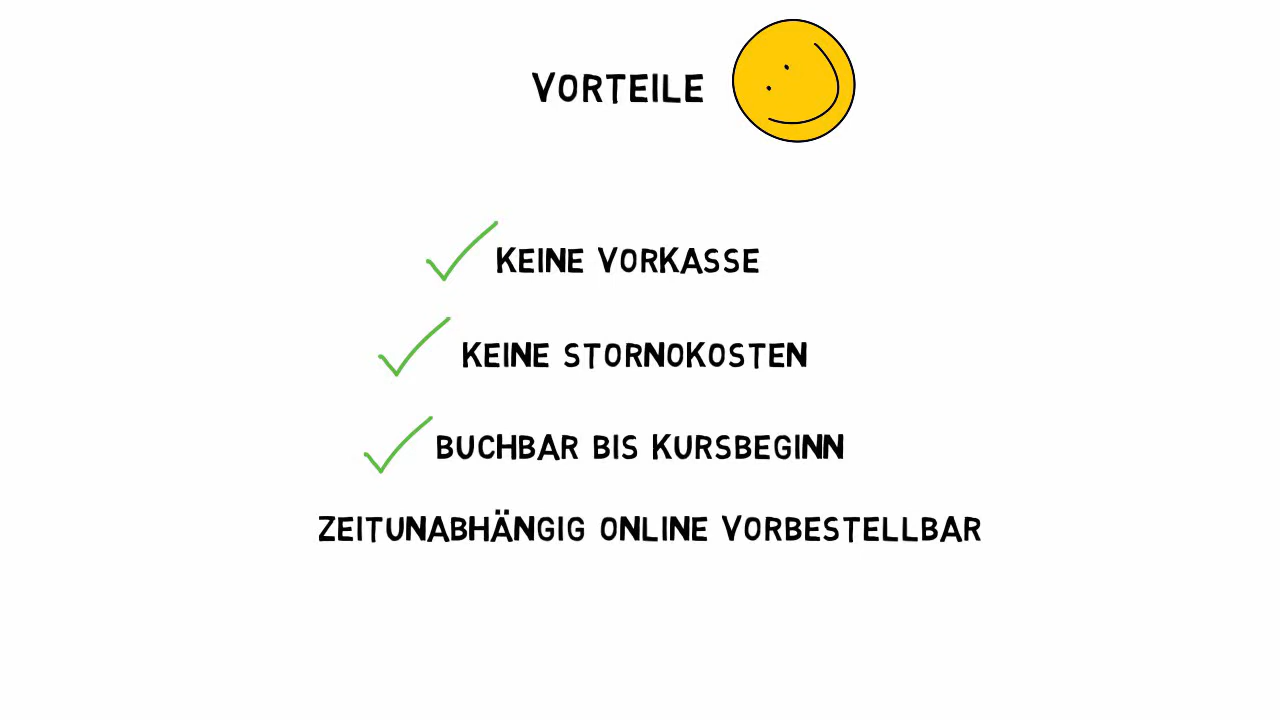 VORTEILE
KEINE VORKASSE
KEINE STORNOKOSTEN
BUCHBAR BIS KURSBEGINN
ZEITUNABHÄNGIG ONLINE VORBESTELLBAR